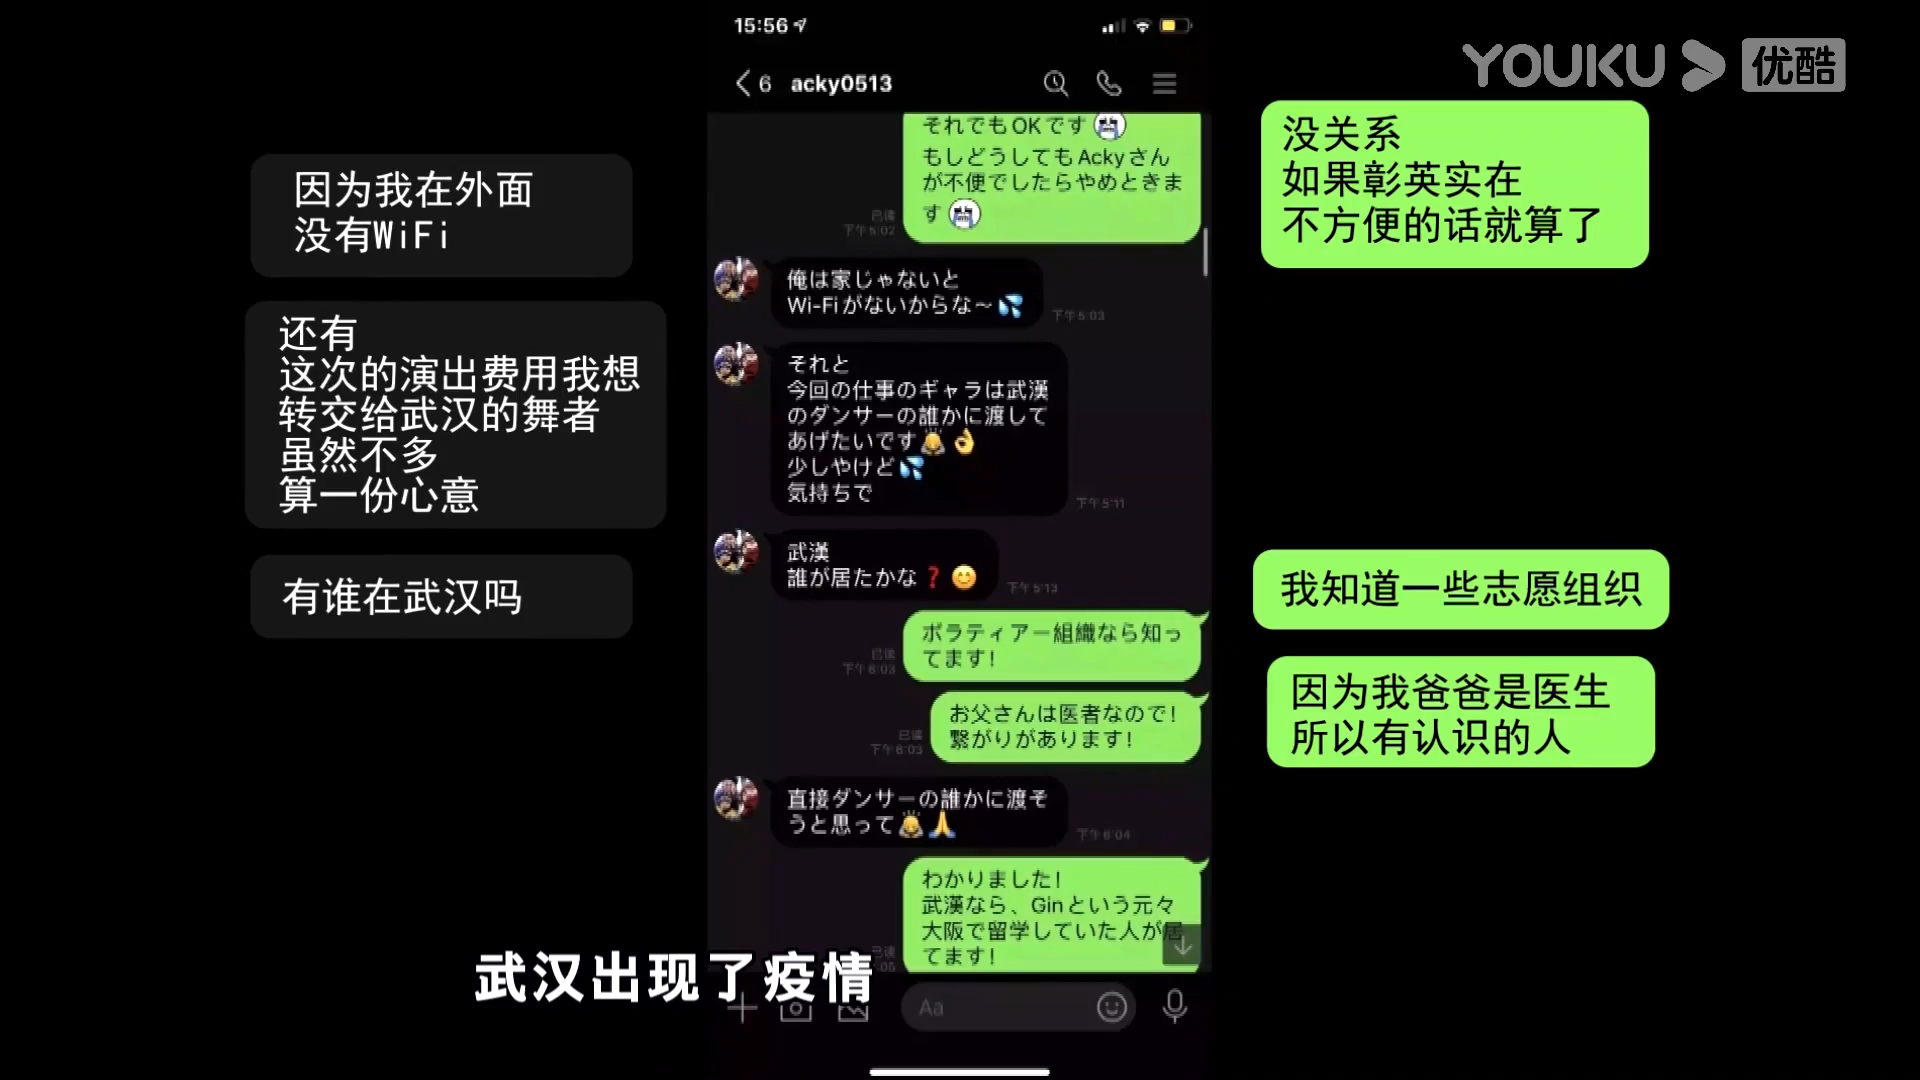 YOUKU 优酷
15:56
6 acky0513
因为我在外面
没有WiFi
还有
这次的演出费用我想
转交给武汉的舞者
虽然不多
算一份心意
有谁在武汉吗
それでもOKです
もしどうしてもAckyさん
が不便でしたらやめときま
す
已读
下午5:02
俺は家じゃないと
Wi-Fiがないからな〜
下午5:03
それと
今回の仕事のギャラは武漢
のダンサーの誰かに渡して
あげたいです
少しやけど
気持ちで
下午5:11
武漢
誰が居たかな❓
下午5:13
ボラティアー組織なら知っ
てます!
已读
下午6:03
お父さんは医者なので!
繋がりがあります!
已读
下午6:03
直接ダンサーの誰かに渡そ
うと思って
下午6:04
わかりました!
武漢なら、Ginという元々
大阪で留学していた人が居
てます!
Aa
没关系
如果彰英实在
不方便的话就算了
我知道一些志愿组织
因为我爸爸是医生
所以有认识的人
武汉出现了疫情